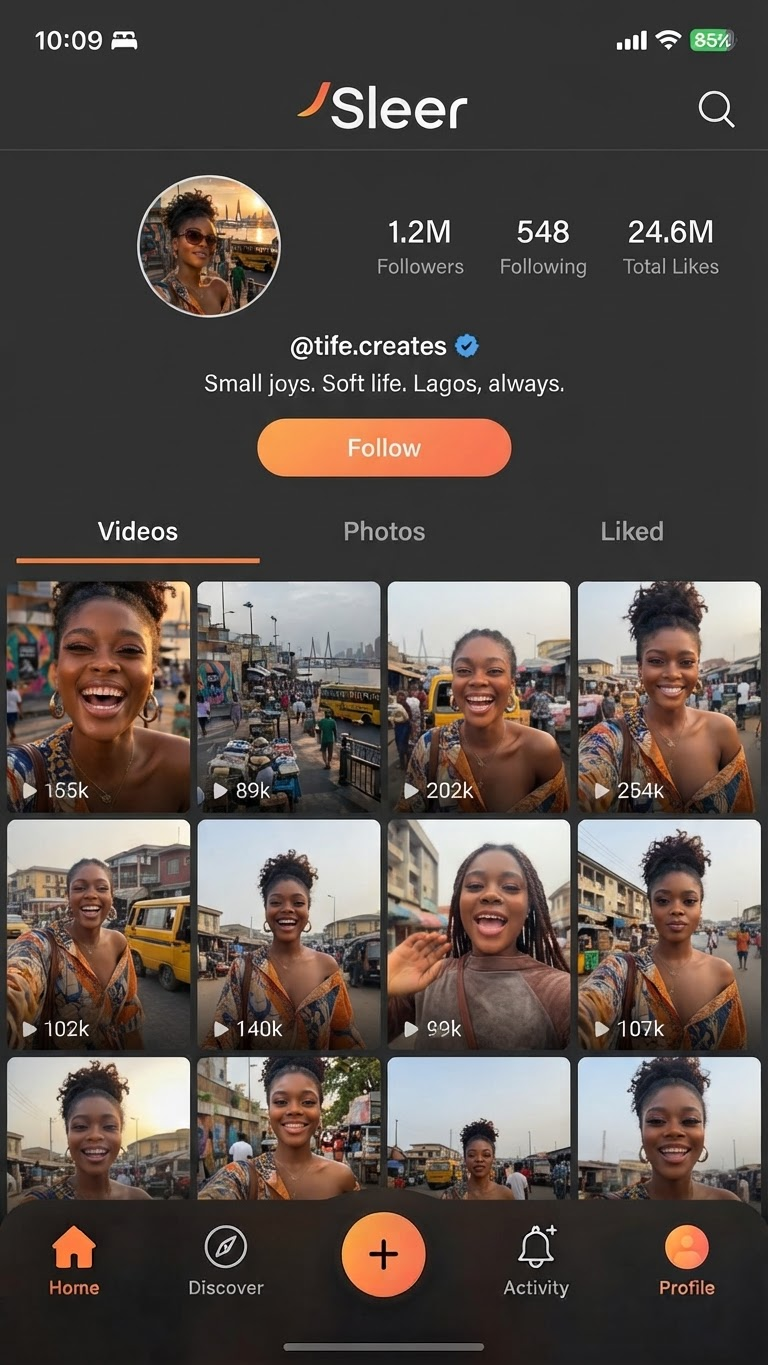 10:09
85%
Sleer
1.2M 548 24.6M
Followers Following Total Likes
@tife.creates
Small joys. Soft life. Lagos, always.
Follow
Videos Photos Liked
155k 89k 202k 254k
102k 140k 99k 107k
Home Discover + Activity Profile